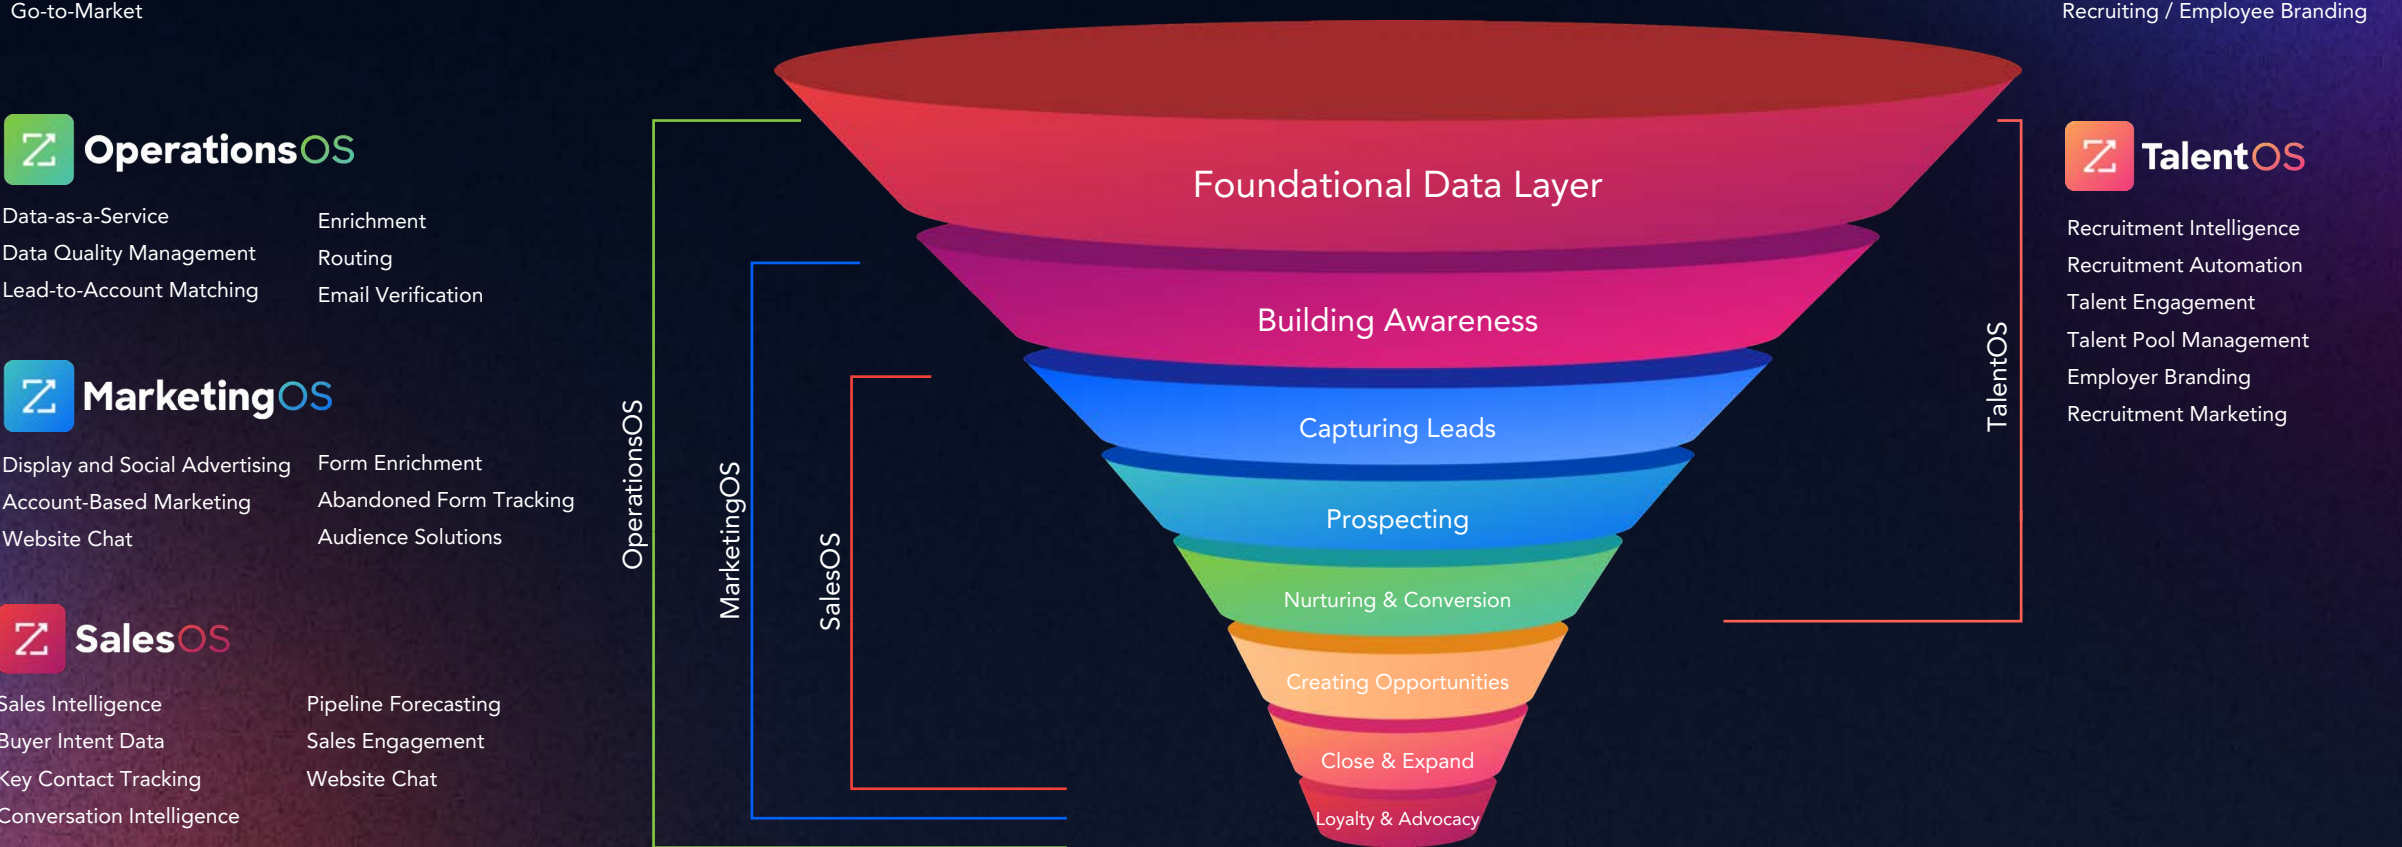 Go-to-Market
Recruiting / Employee Branding
OperationsOS
Data-as-a-Service
Data Quality Management
Lead-to-Account Matching
Enrichment
Routing
Email Verification
MarketingOS
Display and Social Advertising
Account-Based Marketing
Website Chat
Form Enrichment
Abandoned Form Tracking
Audience Solutions
SalesOS
Sales Intelligence
Buyer Intent Data
Key Contact Tracking
Conversation Intelligence
Pipeline Forecasting
Sales Engagement
Website Chat
OperationsOS
MarketingOS
SalesOS
Foundational Data Layer
Building Awareness
Capturing Leads
Prospecting
Nurturing & Conversion
Creating Opportunities
Close & Expand
Loyalty & Advocacy
TalentOS
TalentOS
Recruitment Intelligence
Recruitment Automation
Talent Engagement
Talent Pool Management
Employer Branding
Recruitment Marketing